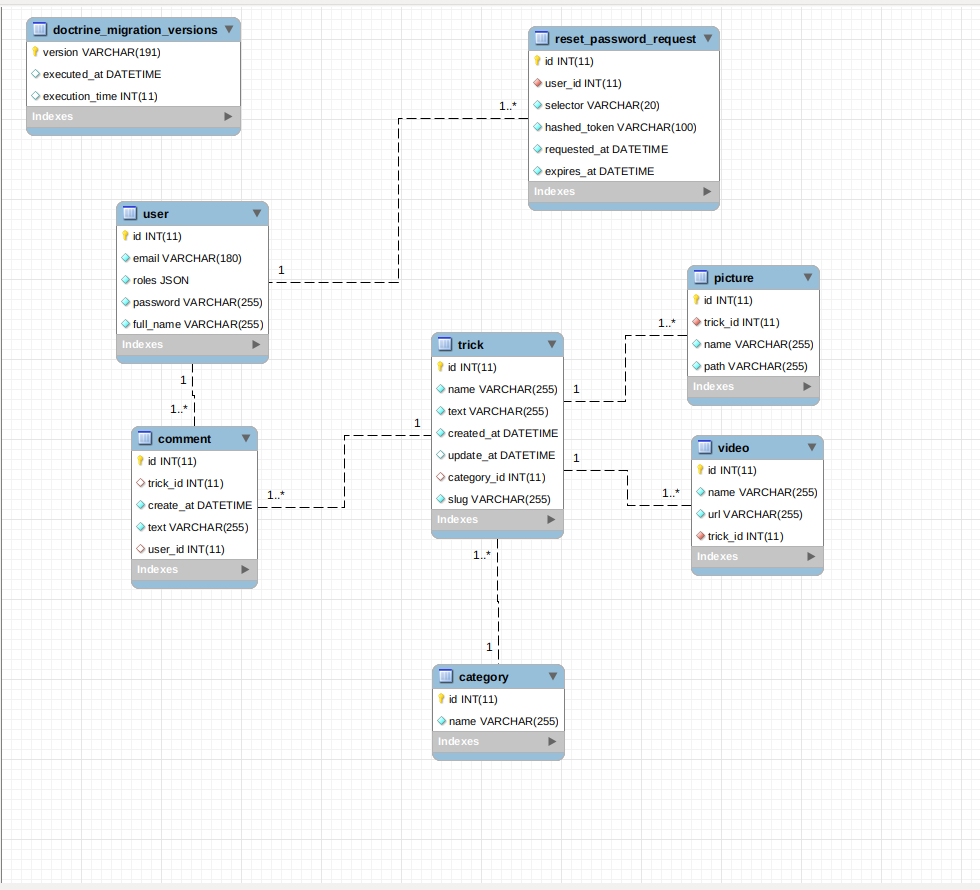 doctrine_migration_versions
version VARCHAR(191)
executed_at DATETIME
execution_time INT(11)
Indexes
reset_password_request
id INT(11)
user_id INT(11)
selector VARCHAR(20)
hashed_token VARCHAR(100)
requested_at DATETIME
expires_at DATETIME
Indexes
1..*
1
user
id INT(11)
email VARCHAR(180)
roles JSON
password VARCHAR(255)
full_name VARCHAR(255)
Indexes
1
1..*
picture
id INT(11)
trick_id INT(11)
name VARCHAR(255)
path VARCHAR(255)
Indexes
1..*
1
trick
id INT(11)
name VARCHAR(255)
text VARCHAR(255)
created_at DATETIME
update_at DATETIME
category_id INT(11)
slug VARCHAR(255)
Indexes
1
1..*
comment
id INT(11)
trick_id INT(11)
create_at DATETIME
text VARCHAR(255)
user_id INT(11)
Indexes
1
1..*
video
id INT(11)
name VARCHAR(255)
url VARCHAR(255)
trick_id INT(11)
Indexes
1..*
1
category
id INT(11)
name VARCHAR(255)
Indexes